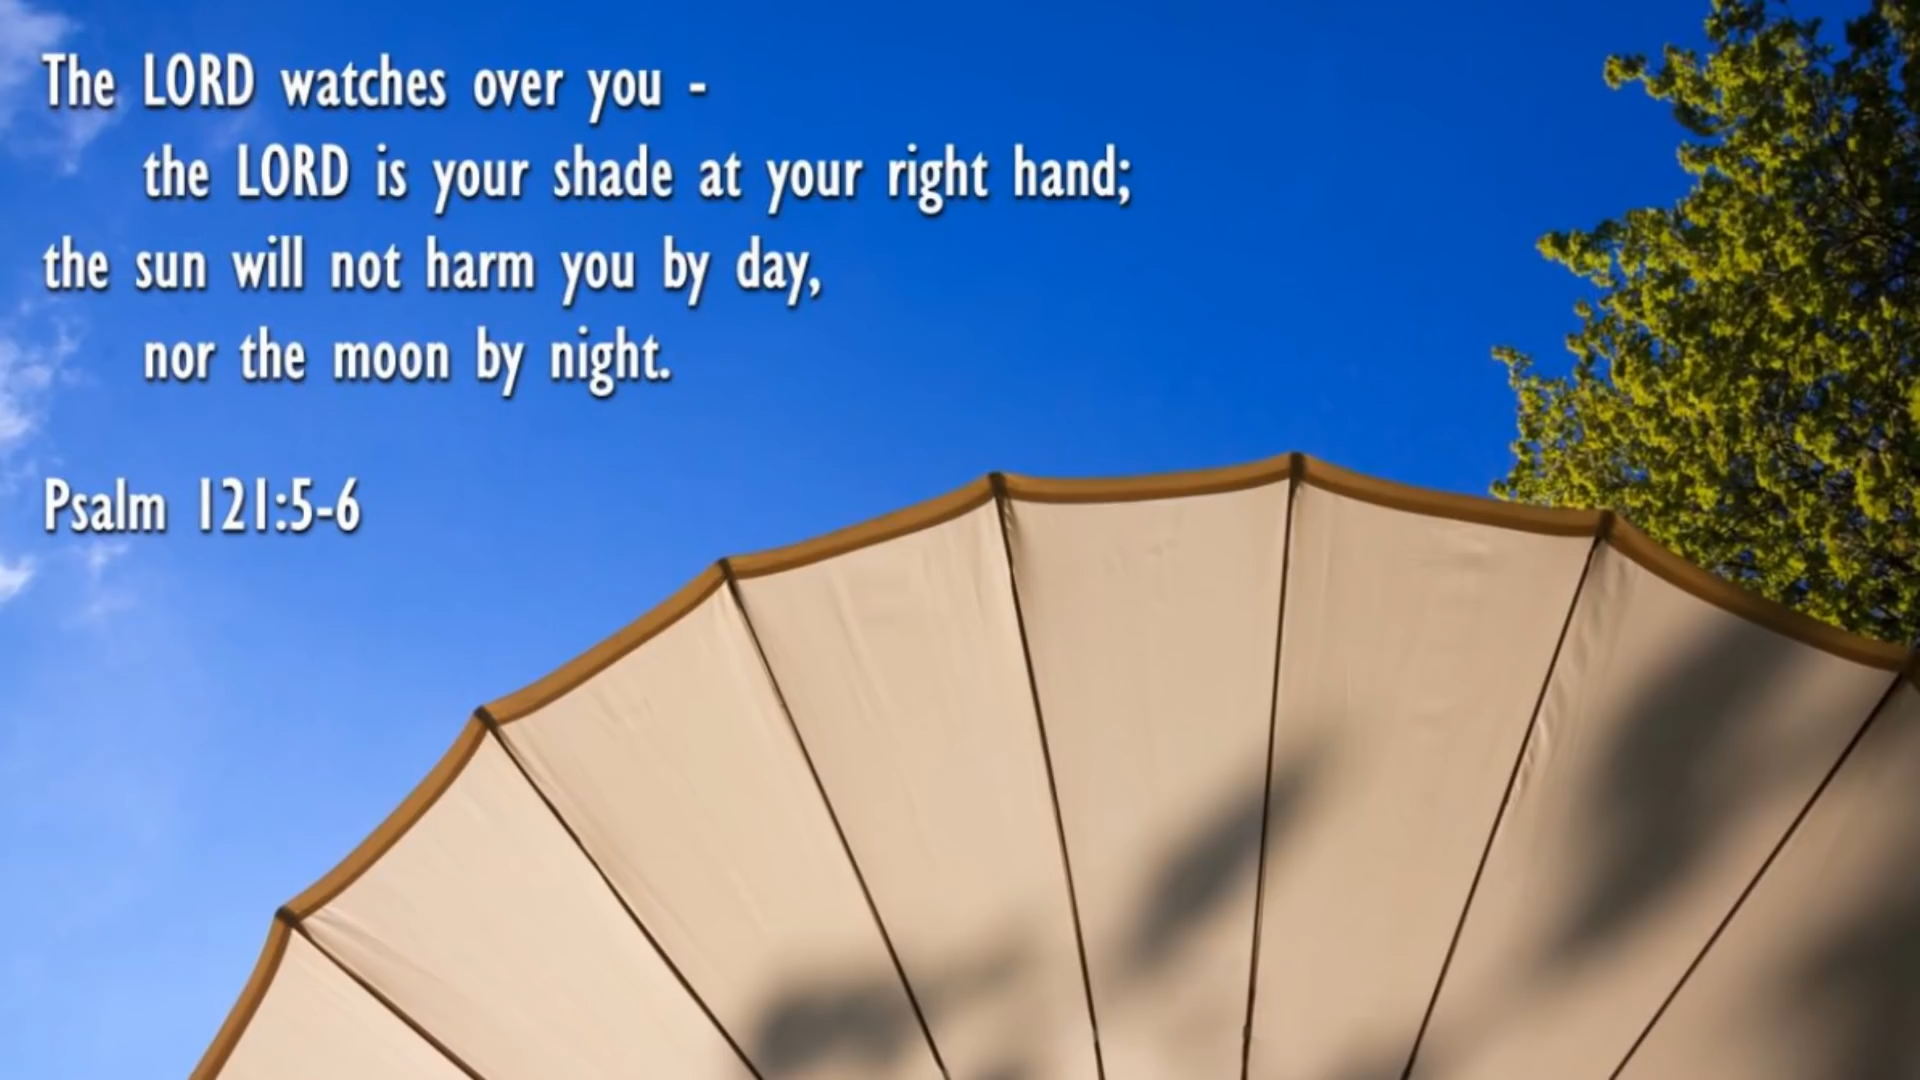 The LORD watches over you -
the LORD is your shade at your right hand;
the sun will not harm you by day,
nor the moon by night.
Psalm 121:5-6